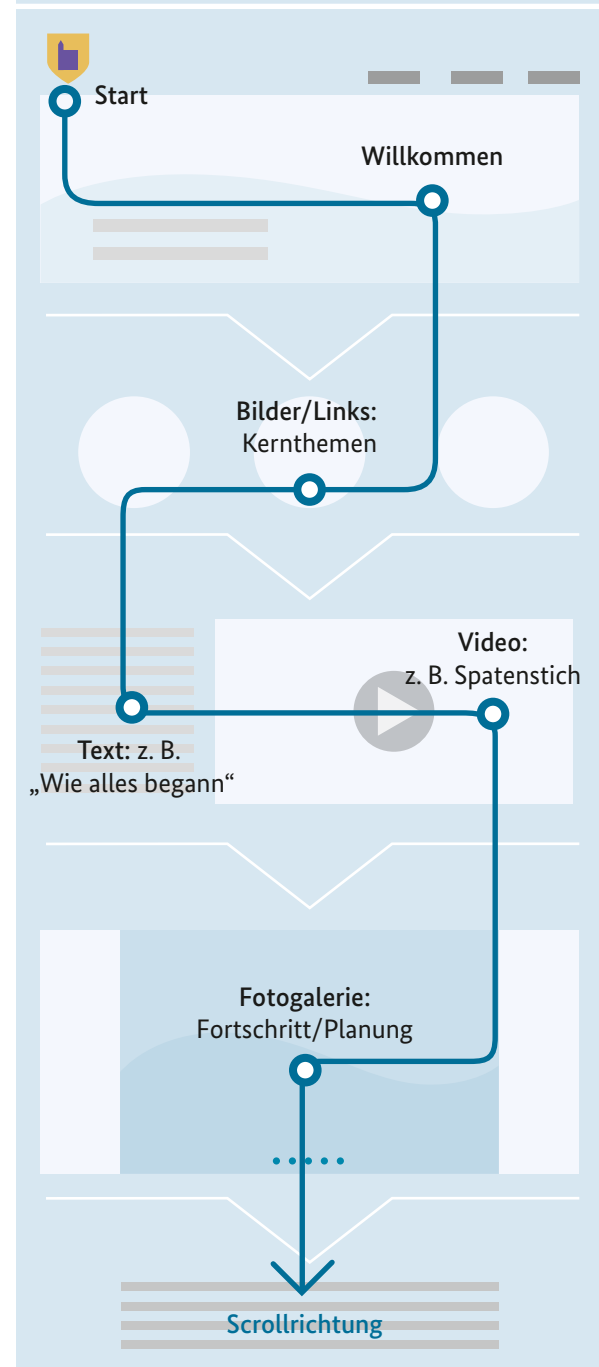 Start
Willkommen
Bilder/Links:
Kernthemen
Video:
z. B. Spatenstich
Text: z. B.
„Wie alles begann“
Fotogalerie:
Fortschritt/Planung
Scrollrichtung